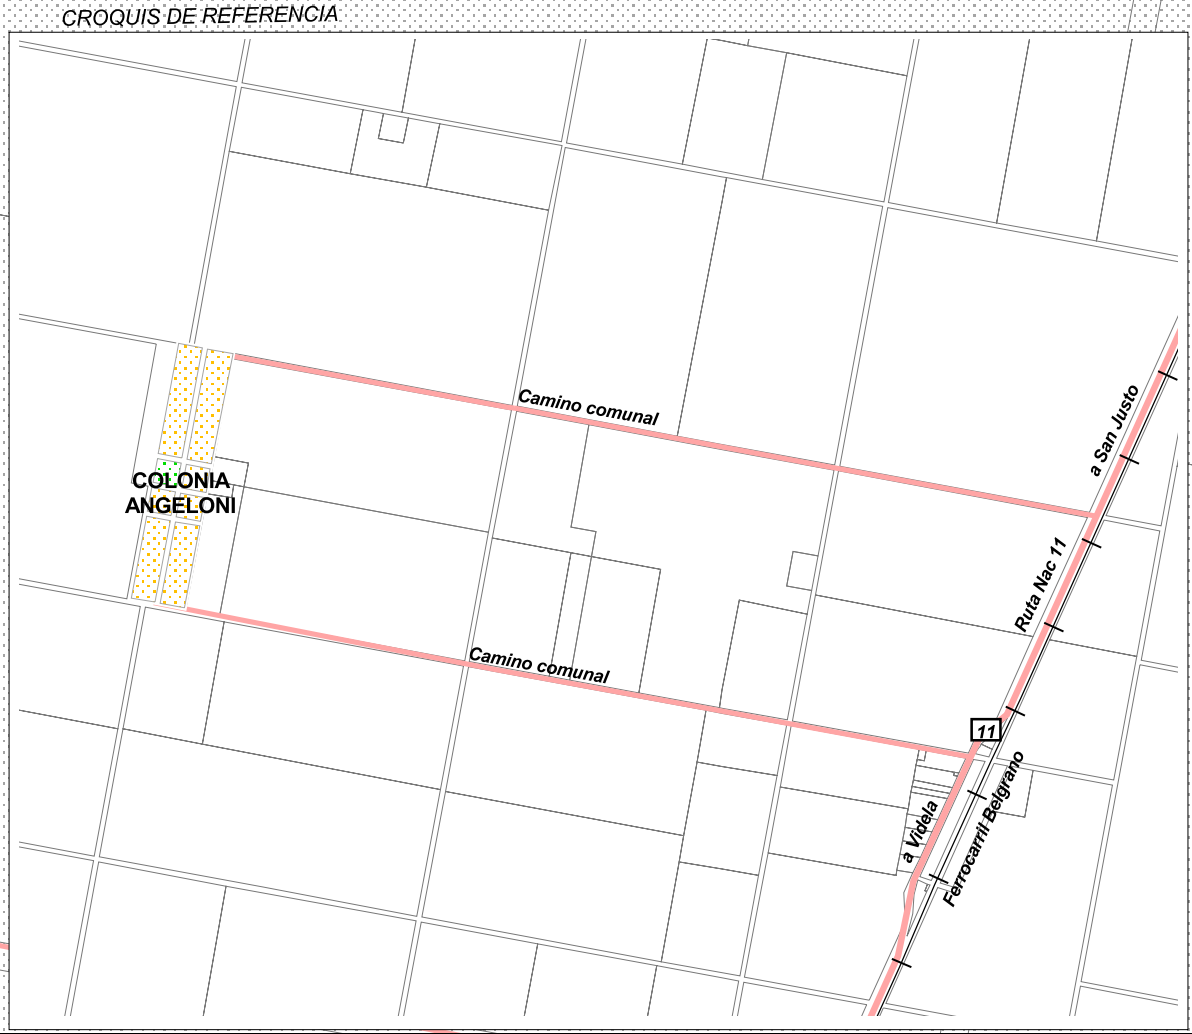 CROQUIS DE REFERENCIA
Camino comunal
a San Justo
COLONIA
ANGELONI
Ruta Nac 11
Camino comunal
11
a Videla
Ferrocarril Belgrano